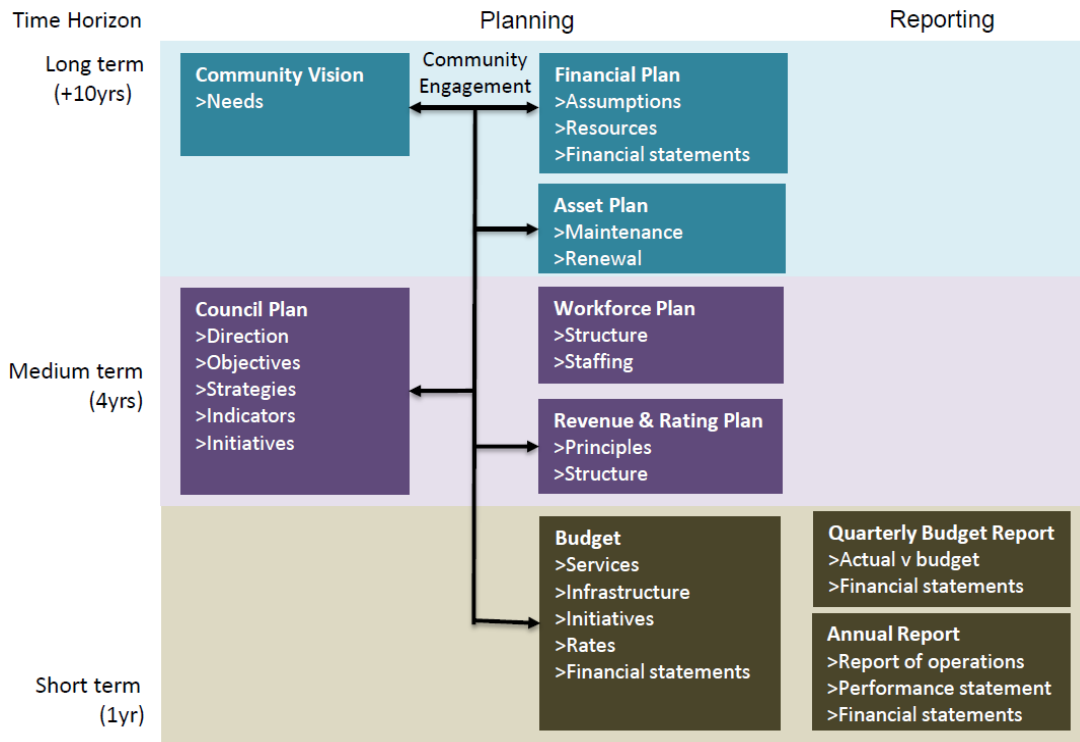 Time Horizon
Planning
Reporting
Long term
(+10yrs)
Community Vision
>Needs
Community
Engagement
Financial Plan
>Assumptions
>Resources
>Financial statements
Asset Plan
>Maintenance
>Renewal
Medium term
(4yrs)
Council Plan
>Direction
>Objectives
>Strategies
>Indicators
>Initiatives
Workforce Plan
>Structure
>Staffing
Revenue & Rating Plan
>Principles
>Structure
Short term
(1yr)
Budget
>Services
>Infrastructure
>Initiatives
>Rates
>Financial statements
Quarterly Budget Report
>Actual v budget
>Financial statements
Annual Report
>Report of operations
>Performance statement
>Financial statements